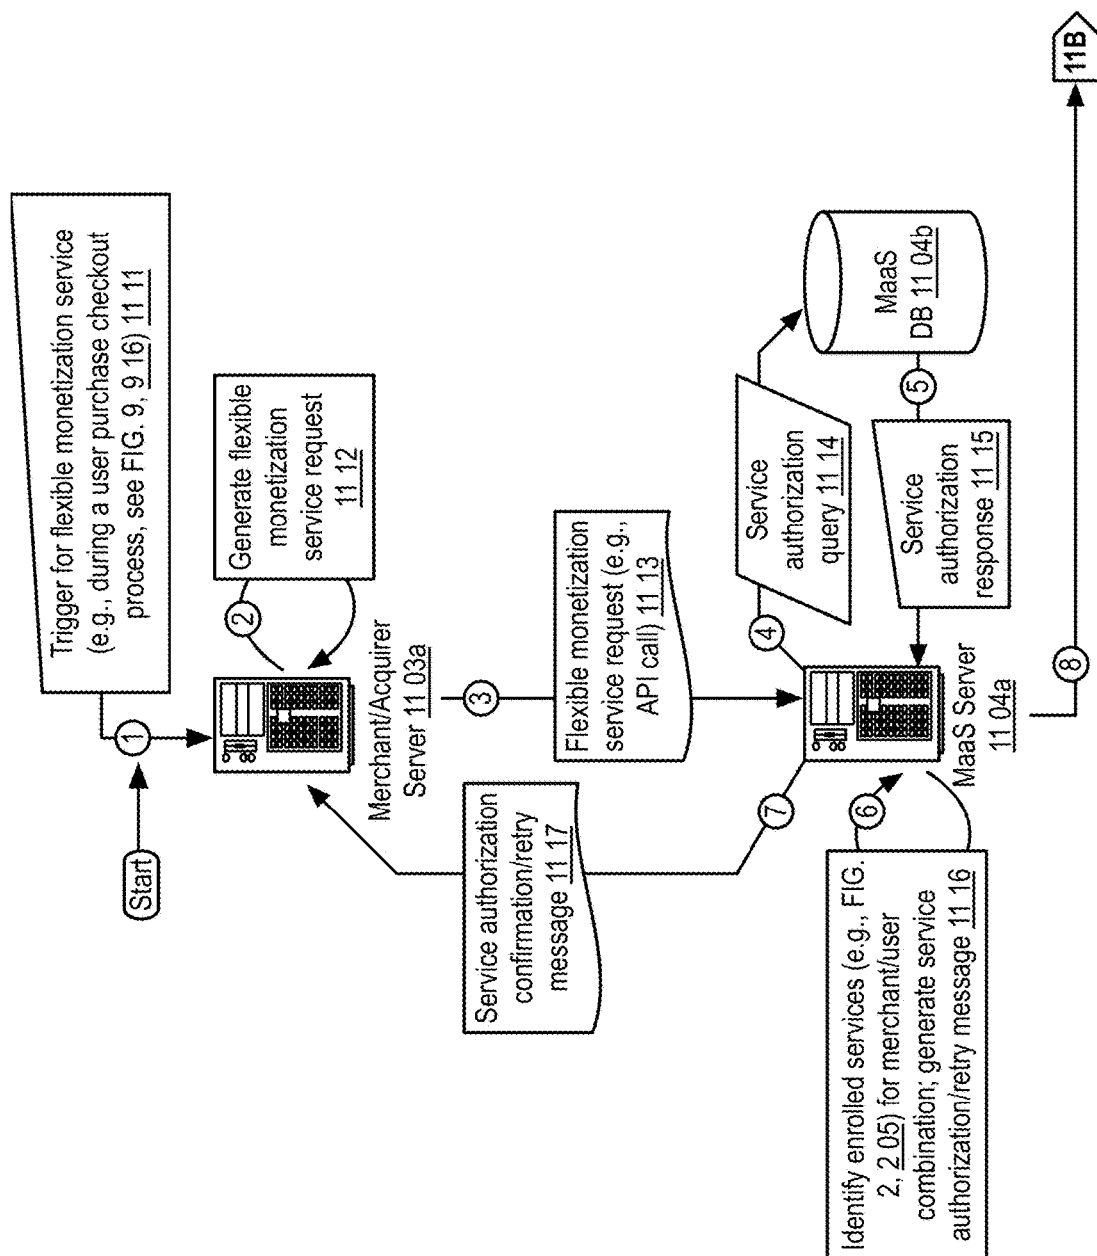 Start
1
Trigger for flexible monetization service
(e.g., during a user purchase checkout
process, see FIG. 9, 9 16) 11 11
2
Generate flexible
monetization
service request
11 12
Merchant/Acquirer
Server 11 03a
3
Flexible monetization
service request (e.g.,
API call) 11 13
4
Service
authorization
query 11 14
MaaS
DB 11 04b
5
Service
authorization
response 11 15
MaaS Server
11 04a
6
Identify enrolled services (e.g., FIG.
2, 2 05) for merchant/user
combination; generate service
authorization/retry message 11 16
7
Service authorization
confirmation/retry
message 11 17
8
11B